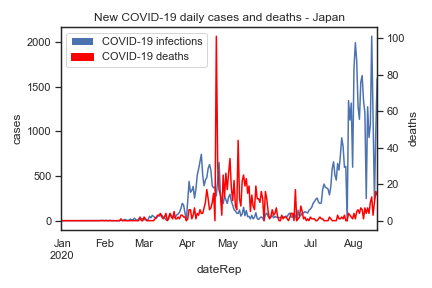 New COVID-19 daily cases and deaths - Japan
COVID-19 infections
COVID-19 deaths
cases
2000
1500
1000
500
0
deaths
100
80
60
40
20
0
Jan Feb Mar Apr May Jun Jul Aug
2020
dateRep